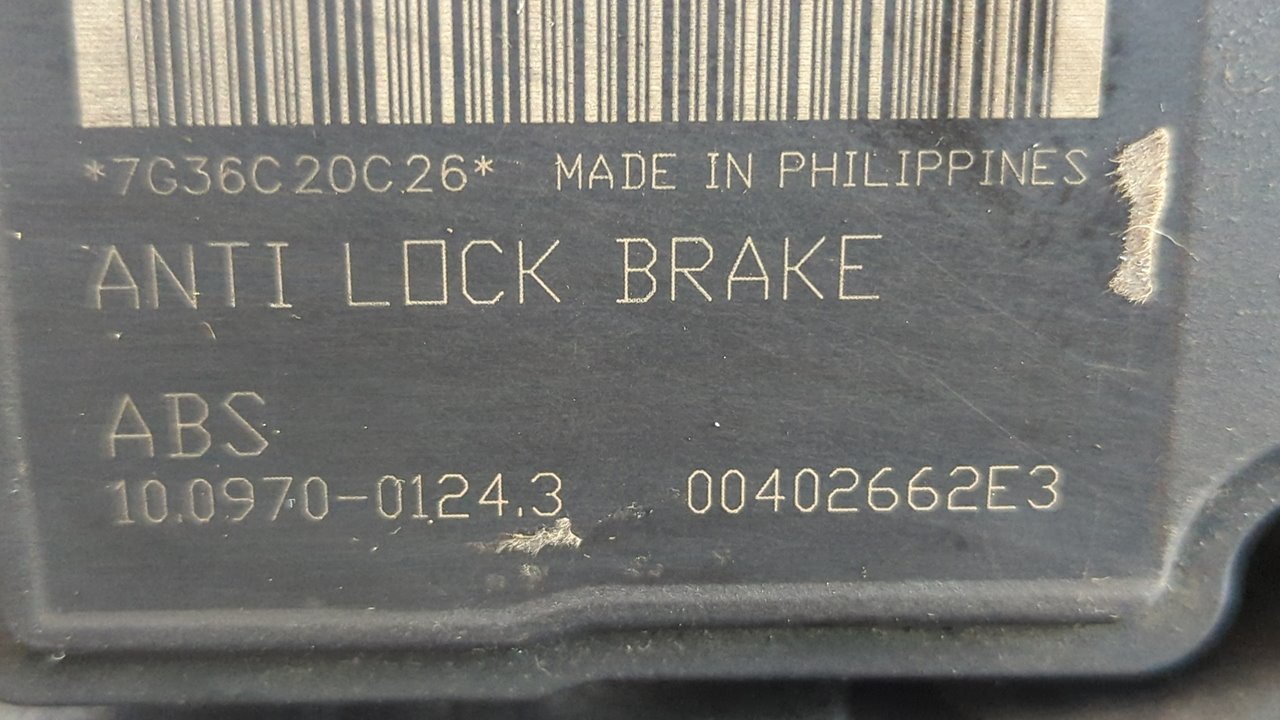 *7G36C20C26* MADE IN PHILIPPINES
ANTI LOCK BRAKE
ABS
10.0970-0124.3 00402662E3